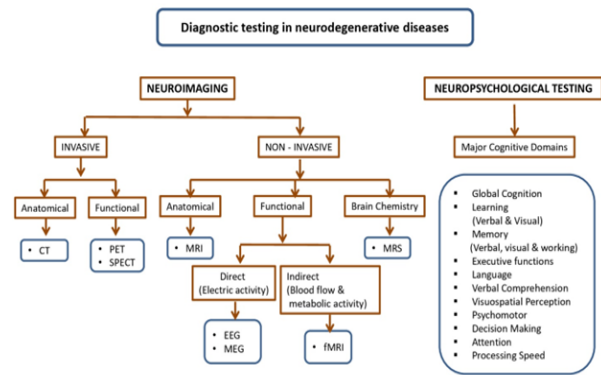 Diagnostic testing in neurodegenerative diseases
NEUROIMAGING
NEUROPSYCHOLOGICAL TESTING
INVASIVE
NON - INVASIVE
Major Cognitive Domains
Anatomical
Functional
Anatomical
Functional
Brain Chemistry
• CT
• PET
• SPECT
• MRI
• MRS
Direct
(Electric activity)
Indirect
(Blood flow &
metabolic activity)
• EEG
• MEG
• fMRI
▪ Global Cognition
▪ Learning
(Verbal & Visual)
▪ Memory
(Verbal, visual & working)
▪ Executive functions
▪ Language
▪ Verbal Comprehension
▪ Visuospatial Perception
▪ Psychomotor
▪ Decision Making
▪ Attention
▪ Processing Speed